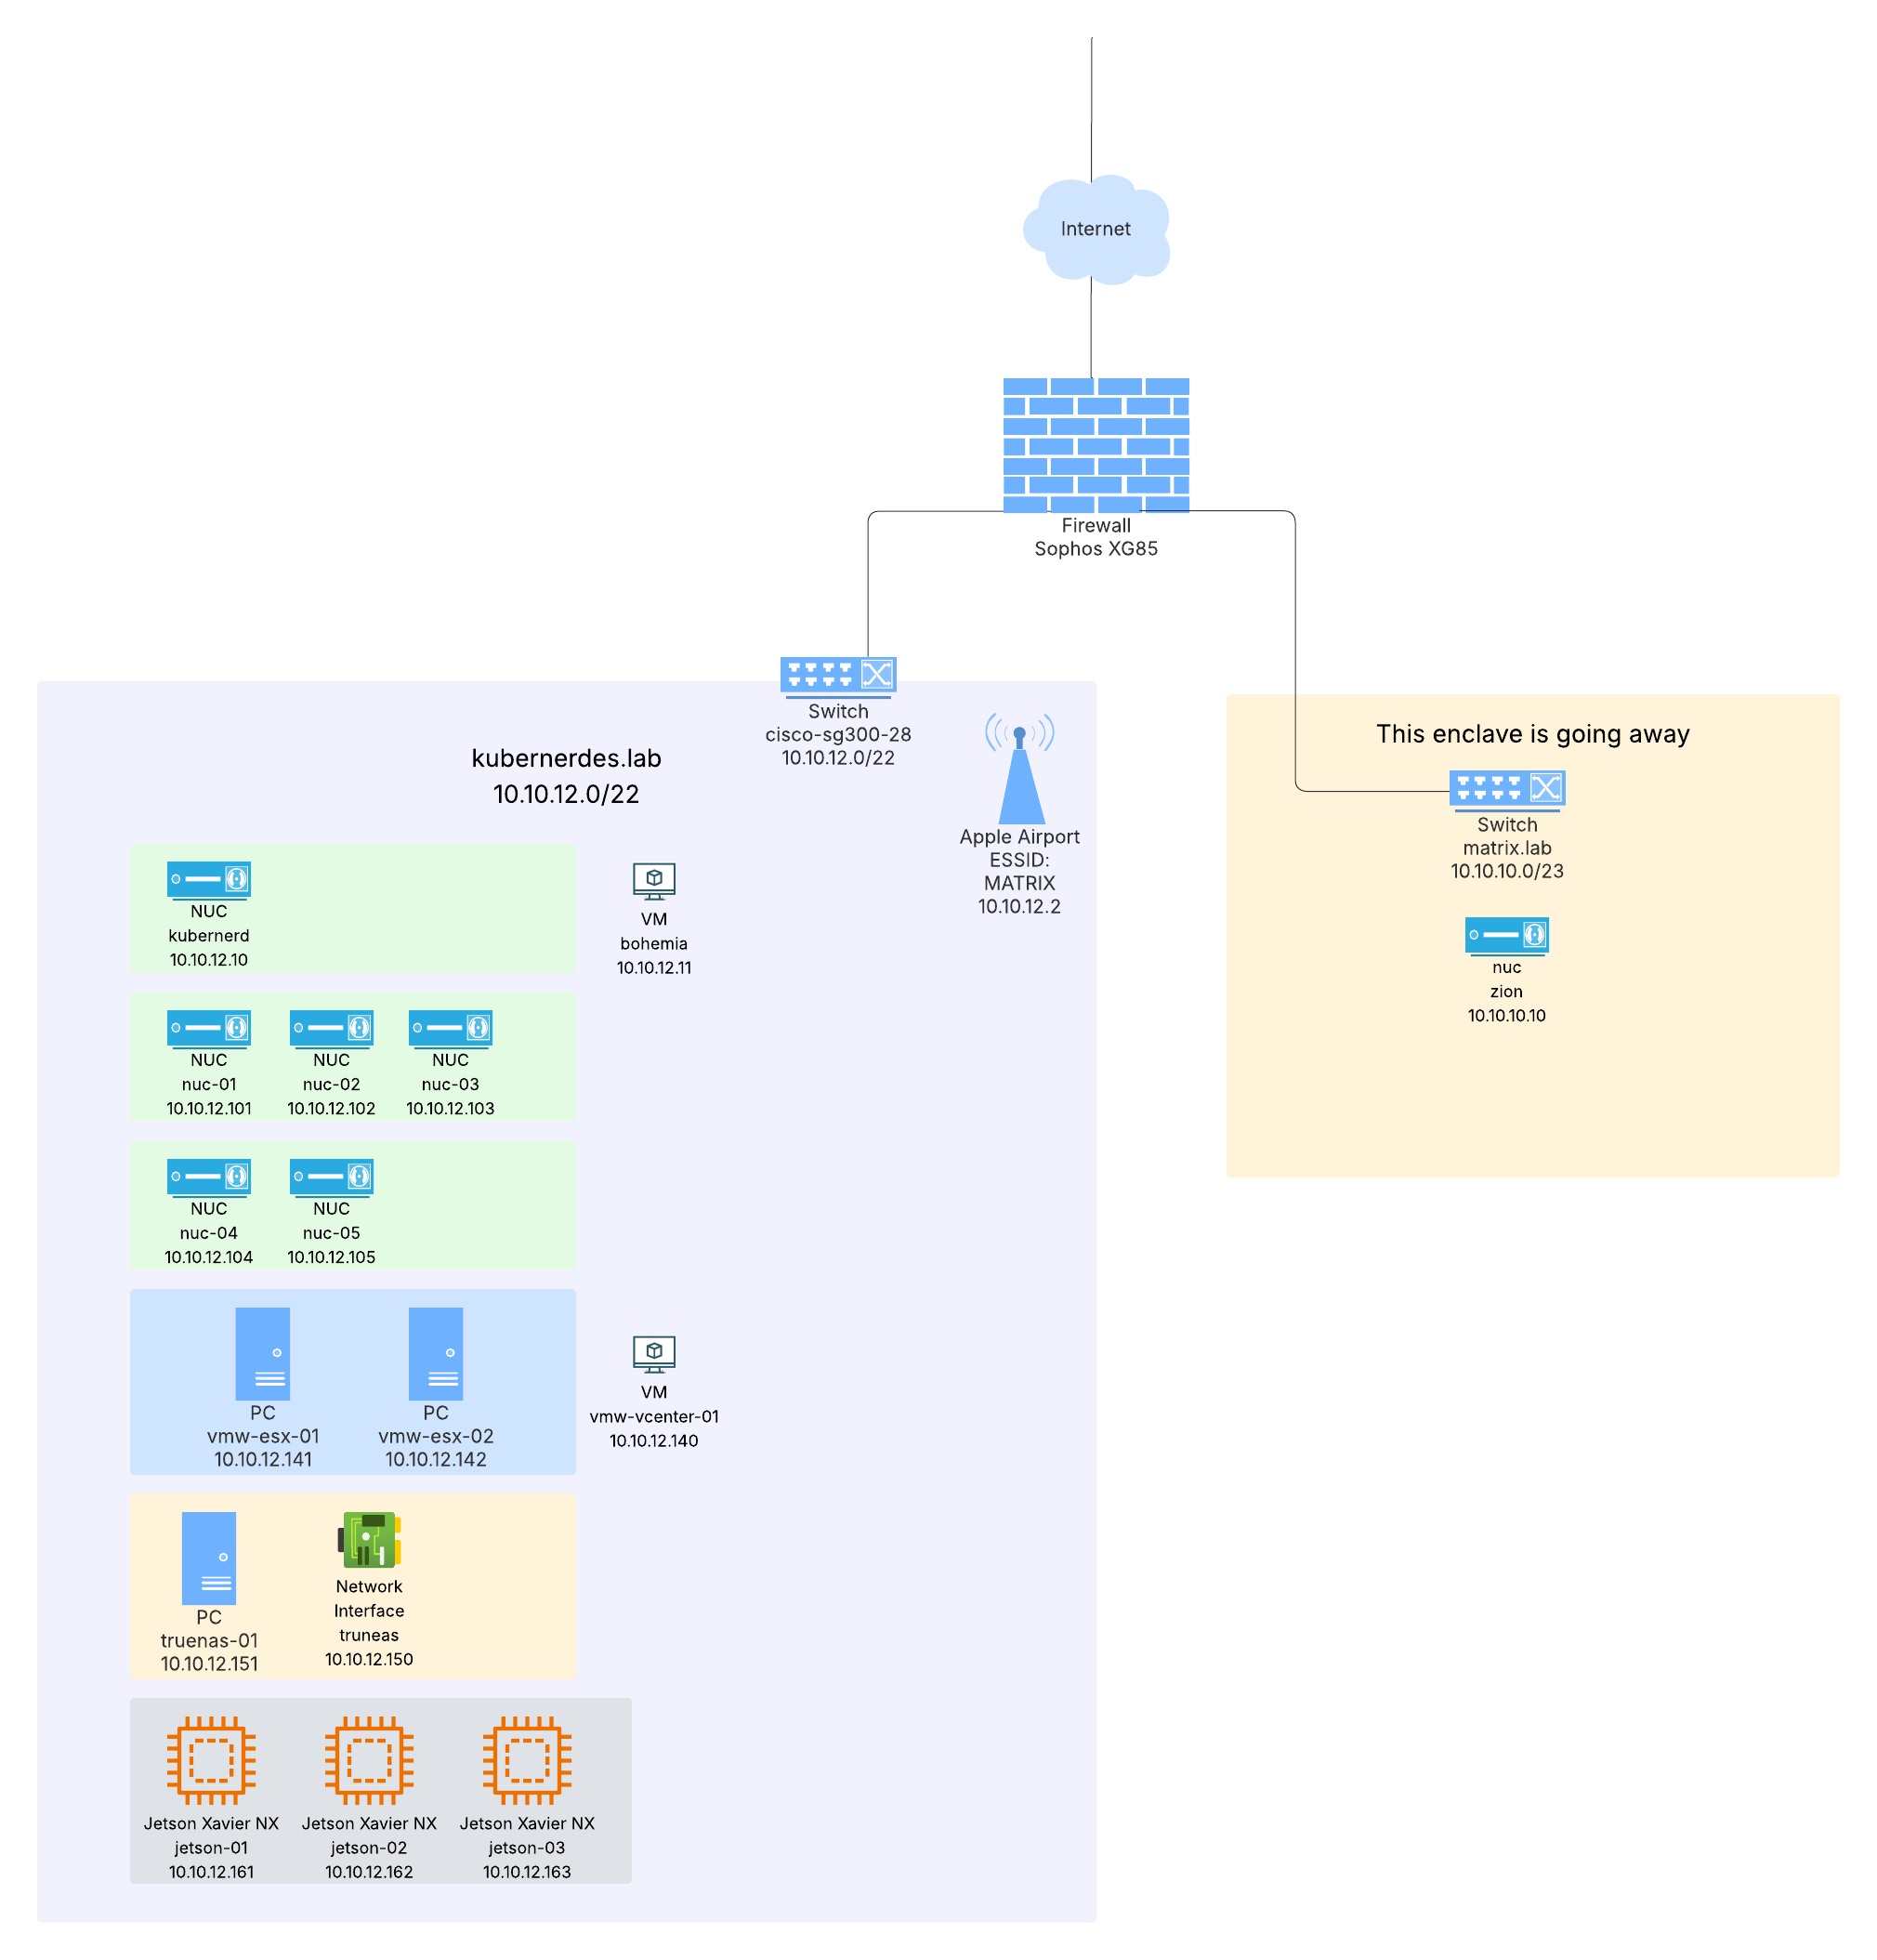 Internet
Firewall
Sophos XG85
Switch
cisco-sg300-28
10.10.12.0/22
kubernerdes.lab
10.10.12.0/22
Apple Airport
ESSID:
MATRIX
10.10.12.2
This enclave is going away
Switch
matrix.lab
10.10.10.0/23
nuc
zion
10.10.10.10
NUC
kubernerd
10.10.12.10
VM
bohemia
10.10.12.11
NUC
nuc-01
10.10.12.101
NUC
nuc-02
10.10.12.102
NUC
nuc-03
10.10.12.103
NUC
nuc-04
10.10.12.104
NUC
nuc-05
10.10.12.105
PC
vmw-esx-01
10.10.12.141
PC
vmw-esx-02
10.10.12.142
VM
vmw-vcenter-01
10.10.12.140
PC
truenas-01
10.10.12.151
Network
Interface
truneas
10.10.12.150
Jetson Xavier NX
jetson-01
10.10.12.161
Jetson Xavier NX
jetson-02
10.10.12.162
Jetson Xavier NX
jetson-03
10.10.12.163